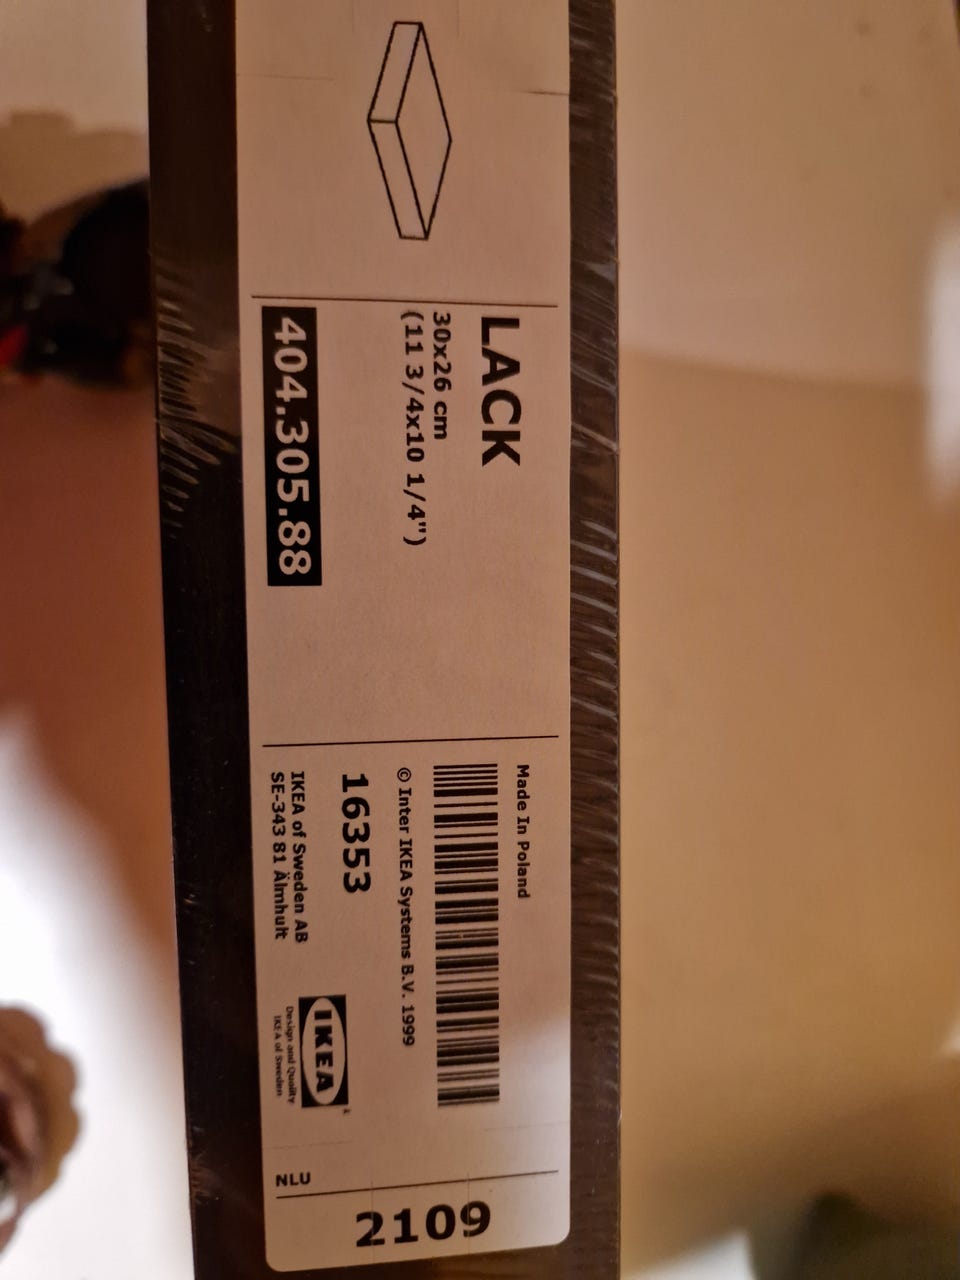 LACK
30x26 cm
(11 3/4x10 1/4")
404.305.88
Made In Poland
© Inter IKEA Systems B.V. 1999
16353
IKEA of Sweden AB
SE-343 81 Älmhult
IKEA
Design and Quality
IKEA of Sweden
NLU
2109